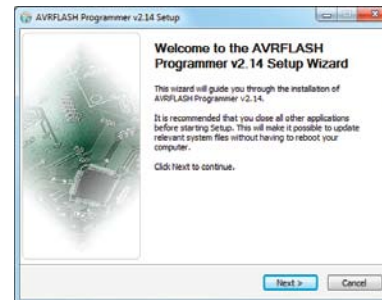 AVRFLASH Programmer v2.14 Setup
Welcome to the AVRFLASH
Programmer v2.14 Setup Wizard
This wizard will guide you through the installation of
AVRFLASH Programmer v2.14.
It is recommended that you close all other applications
before starting Setup. This will make it possible to update
relevant system files without having to reboot your
computer.
Click Next to continue.
Next >
Cancel